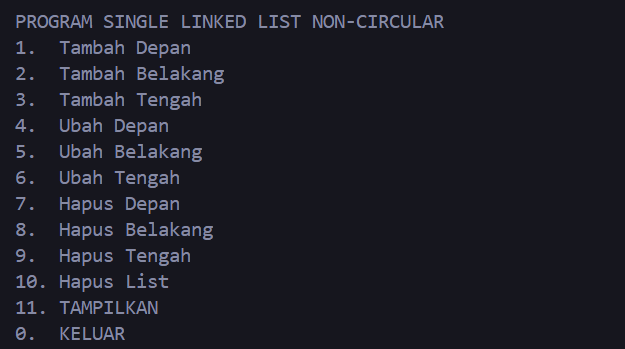 PROGRAM SINGLE LINKED LIST NON-CIRCULAR
1.  Tambah Depan
2.  Tambah Belakang
3.  Tambah Tengah
4.  Ubah Depan
5.  Ubah Belakang
6.  Ubah Tengah
7.  Hapus Depan
8.  Hapus Belakang
9.  Hapus Tengah
10. Hapus List
11. TAMPILKAN
0.  KELUAR